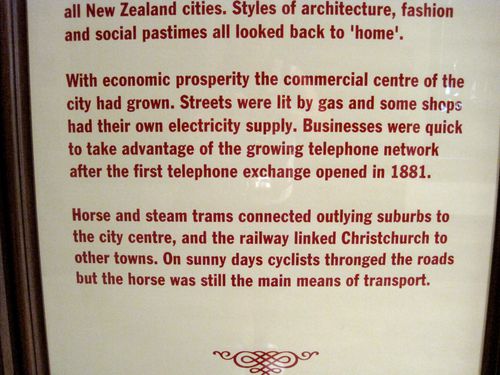 all New Zealand cities. Styles of architecture, fashion
and social pastimes all looked back to 'home'.
With economic prosperity the commercial centre of the
city had grown. Streets were lit by gas and some shops
had their own electricity supply. Businesses were quick
to take advantage of the growing telephone network
after the first telephone exchange opened in 1881.
Horse and steam trams connected outlying suburbs to
the city centre, and the railway linked Christchurch to
other towns. On sunny days cyclists thronged the roads
but the horse was still the main means of transport.